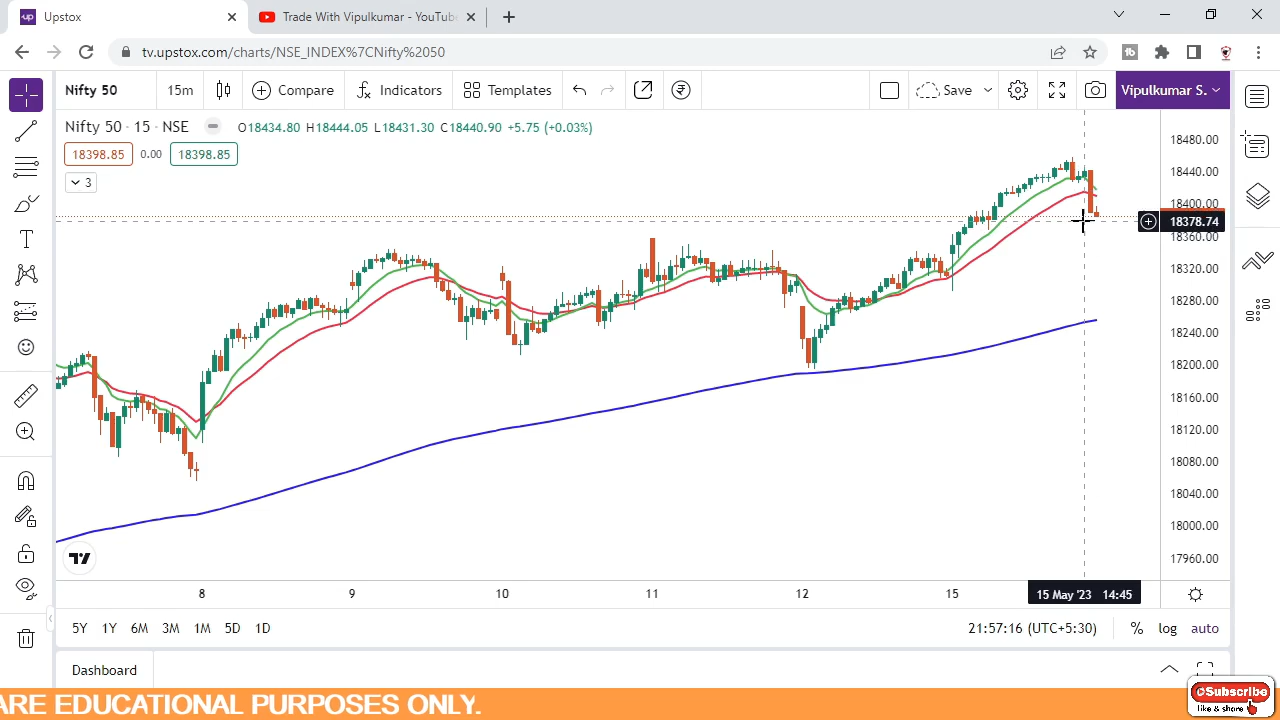 Upstox
Trade With Vipulkumar - YouTube
tv.upstox.com/charts/NSE_INDEX%7CNifty%2050
Nifty 50 15m Compare Indicators Templates Save Vipulkumar S.
Nifty 50 · 15 · NSE O18434.80 H18444.05 L18431.30 C18440.90 +5.75 (+0.03%)
18398.85 0.00 18398.85
3
18480.00
18440.00
18400.00
18378.74
18360.00
18320.00
18280.00
18240.00
18200.00
18160.00
18120.00
18080.00
18040.00
18000.00
17960.00
8 9 10 11 12 15 15 May '23 14:45
5Y 1Y 6M 3M 1M 5D 1D 21:57:16 (UTC+5:30) % log auto
Dashboard
ARE EDUCATIONAL PURPOSES ONLY.
Subscribe
like & share